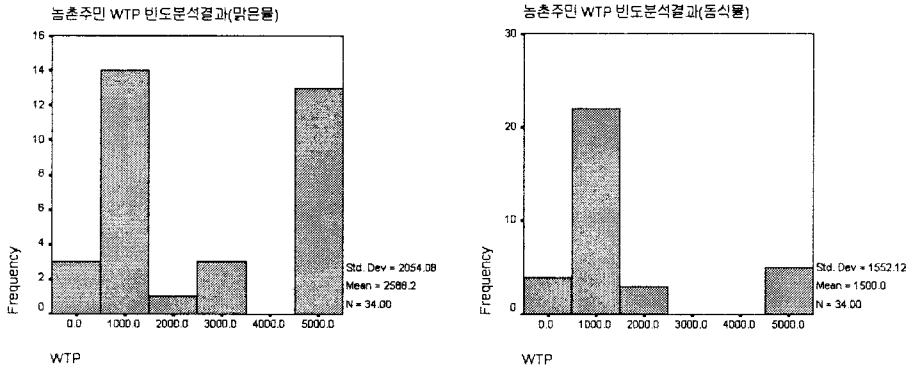 농촌주민 WTP 빈도분석결과(맑은물)
16
14
12
10
8
6
4
2
0
Frequency
0.0 1000.0 2000.0 3000.0 4000.0 5000.0
WTP
Std. Dev = 2054.08
Mean = 2588.2
N = 34.00
농촌주민 WTP 빈도분석결과(동식물)
30
20
10
0
Frequency
0.0 1000.0 2000.0 3000.0 4000.0 5000.0
WTP
Std. Dev = 1552.12
Mean = 1500.0
N = 34.00